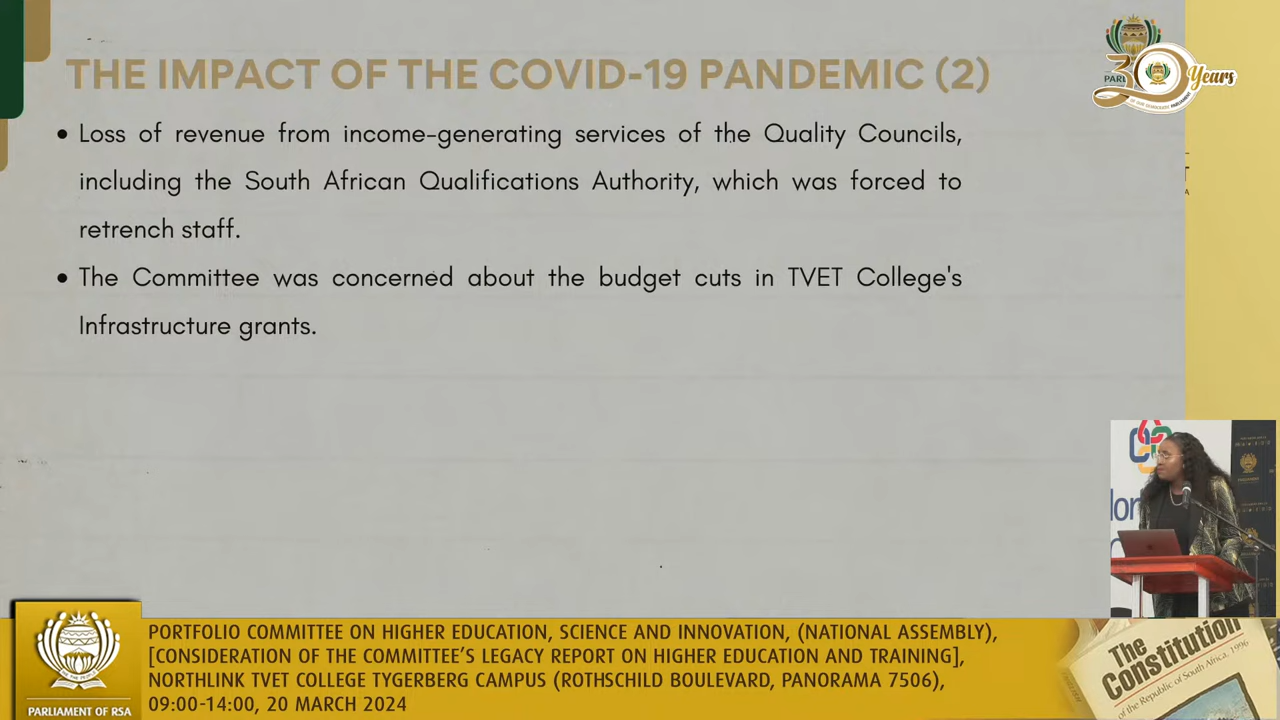 THE IMPACT OF THE COVID-19 PANDEMIC (2)
30 Years
• Loss of revenue from income-generating services of the Quality Councils,
including the South African Qualifications Authority, which was forced to
retrench staff.
• The Committee was concerned about the budget cuts in TVET College's
Infrastructure grants.
PORTFOLIO COMMITTEE ON HIGHER EDUCATION, SCIENCE AND INNOVATION, (NATIONAL ASSEMBLY),
[CONSIDERATION OF THE COMMITTEE'S LEGACY REPORT ON HIGHER EDUCATION AND TRAINING],
NORTHLINK TVET COLLEGE TYGERBERG CAMPUS (ROTHSCHILD BOULEVARD, PANORAMA 7506),
09:00-14:00, 20 MARCH 2024
PARLIAMENT OF RSA
The
Constitution
of the Republic of South Africa, 1996